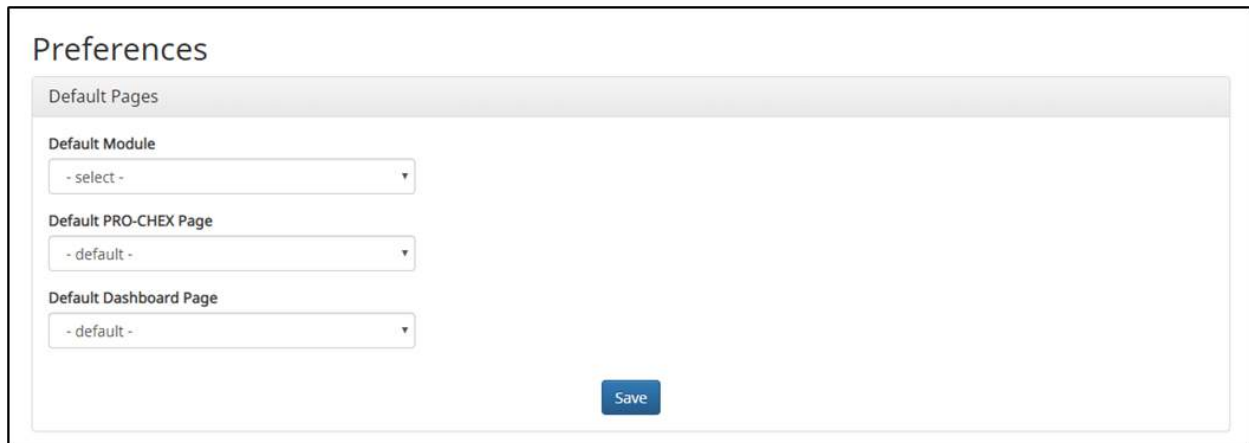 Preferences
Default Pages
Default Module
- select -
Default PRO-CHEX Page
- default -
Default Dashboard Page
- default -
Save